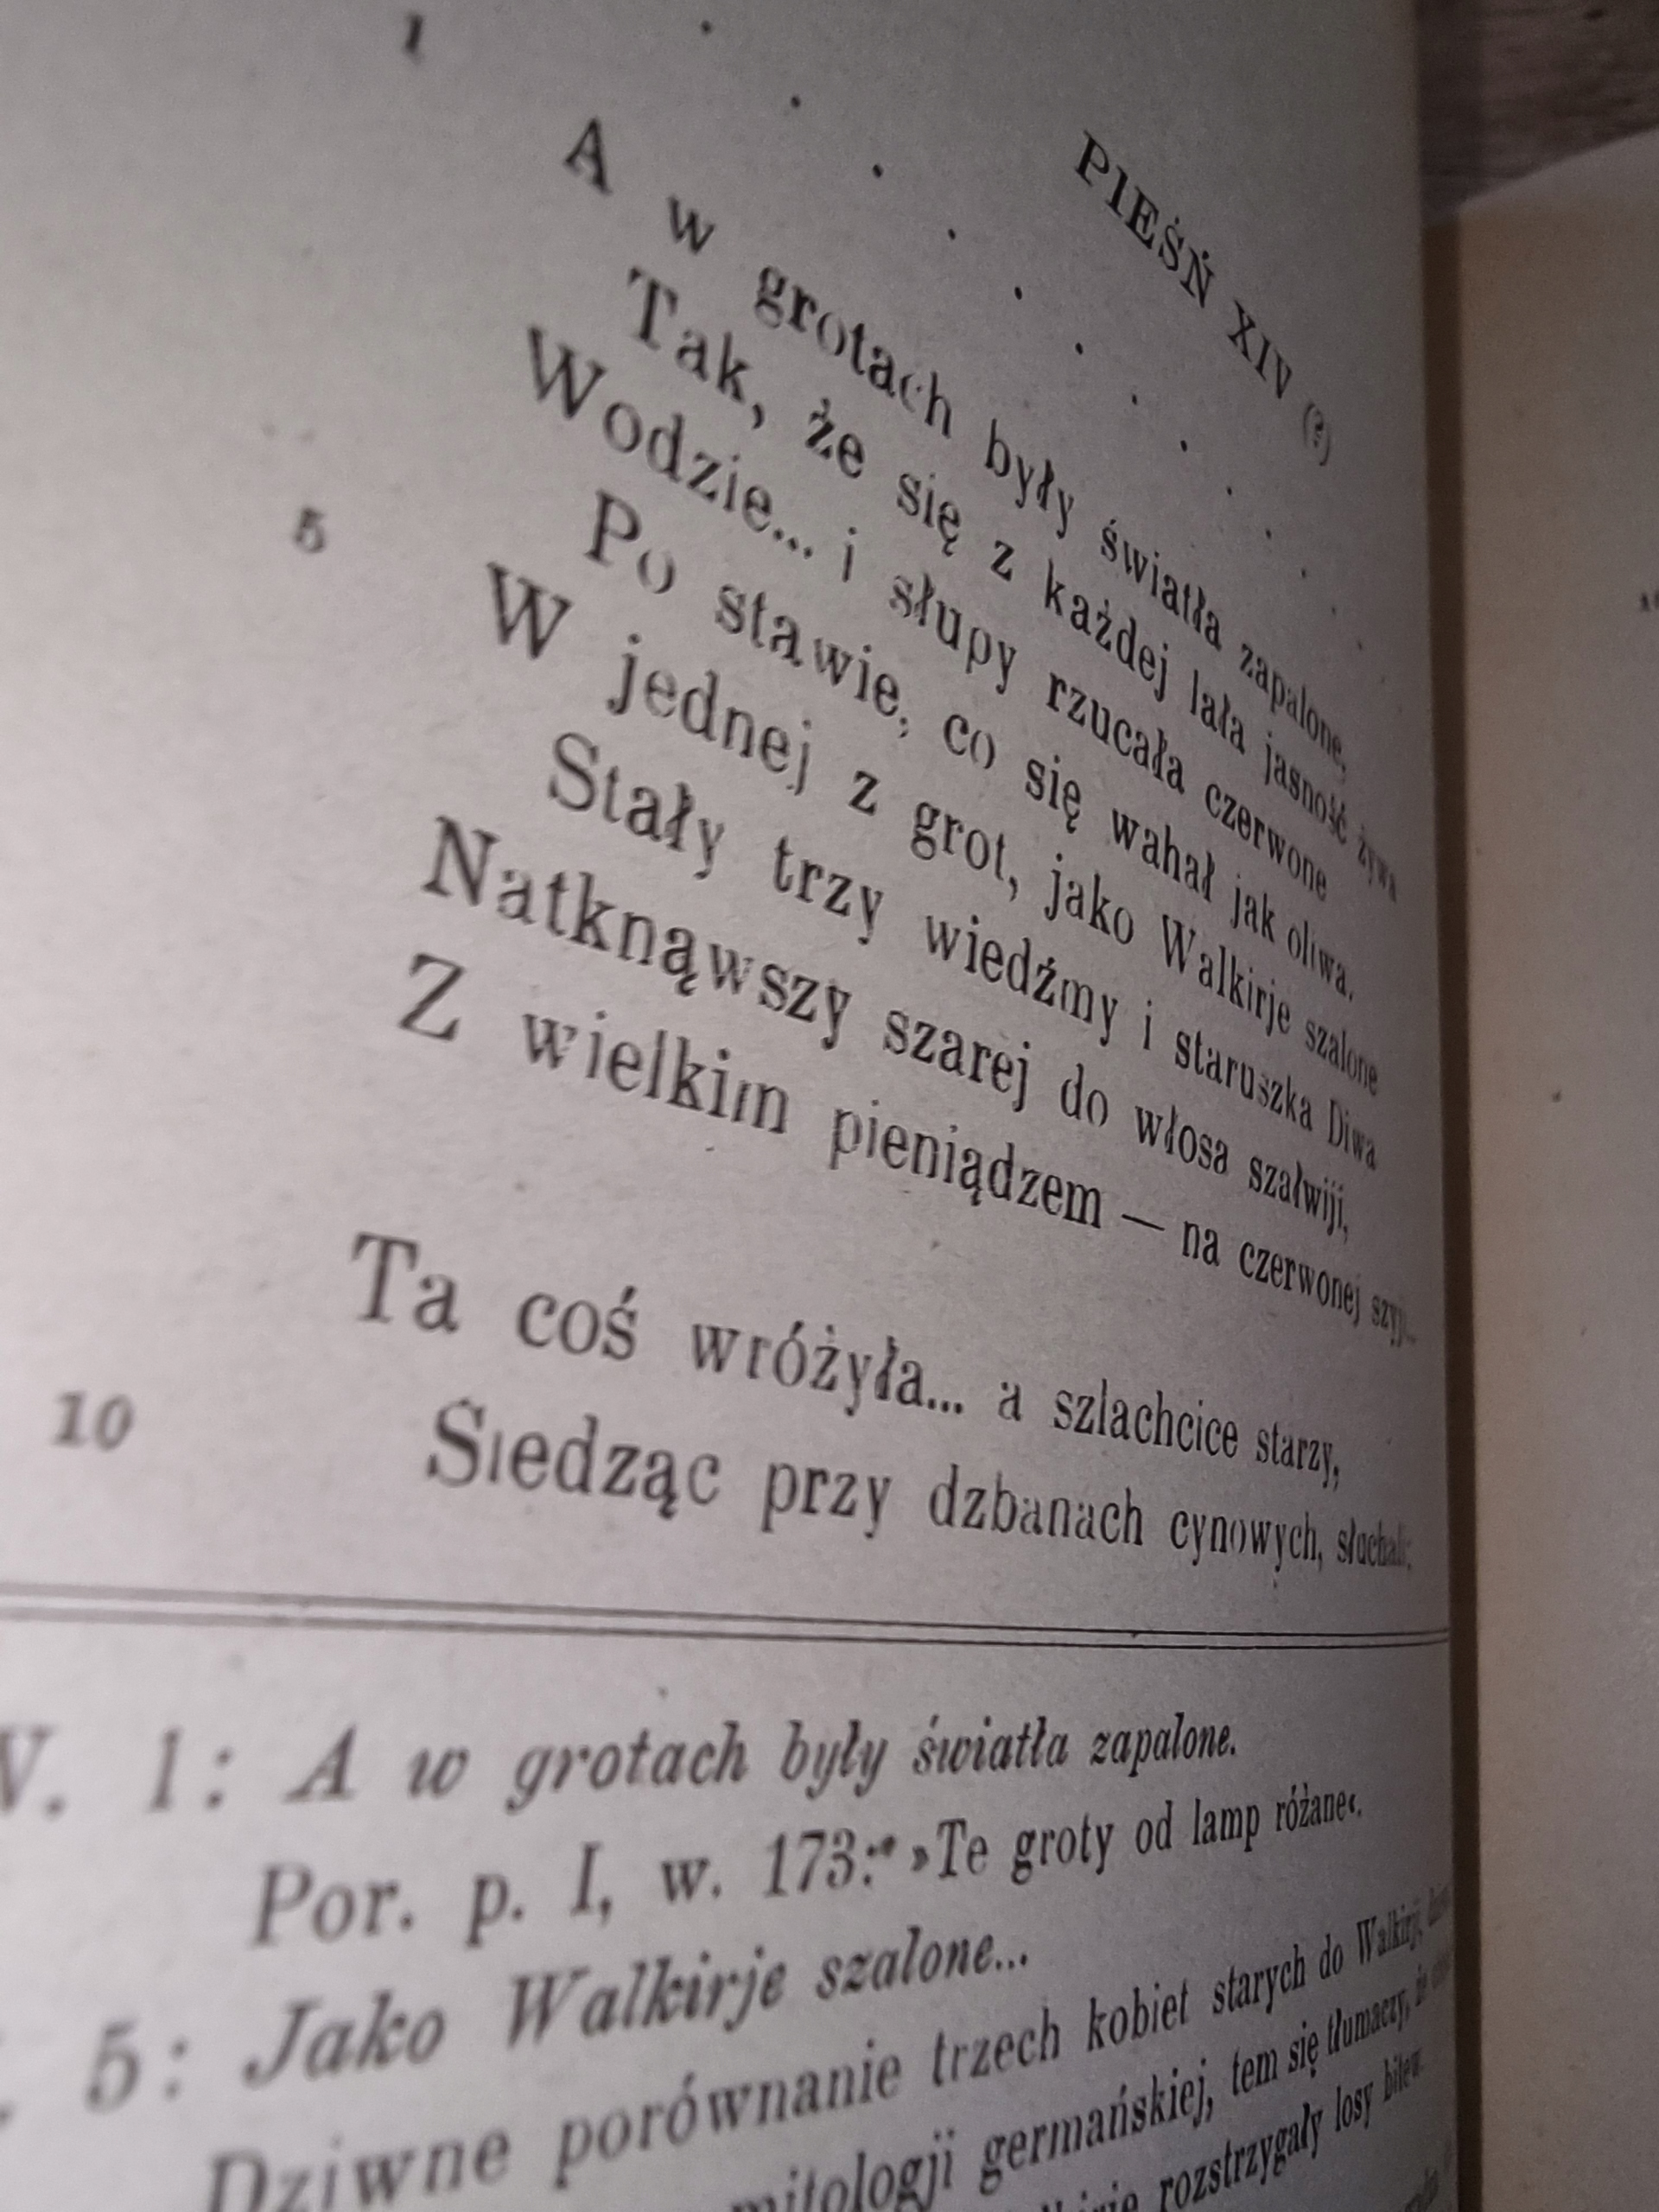 PIEŚŃ XIV (?)
1 . . . . . . . . . . . . . .
A w grotach były światła zapalone,
Tak, że się z każdej lała jasność żywa
Wodzie... i słupy rzucała czerwone
Po stawie, co się wahał jak oliwa.
5 W jednej z grot, jako Walkirje szalone
Stały trzy wiedźmy i staruszka Diwa
Natknąwszy szarej do włosa szałwiji,
Z wielkim pieniądzem — na czerwonej szyji...
Ta coś wróżyła... a szlachcice starzy,
10 Siedząc przy dzbanach cynowych, słuchali;
W. 1: A w grotach były światła zapalone.
Por. p. I, w. 173: »Te groty od lamp różane«.
5: Jako Walkirje szalone...
Dziwne porównanie trzech kobiet starych do Walkirji,
mitologji germańskiej, tem się tłumaczy, że
rozstrzygały losy bitew